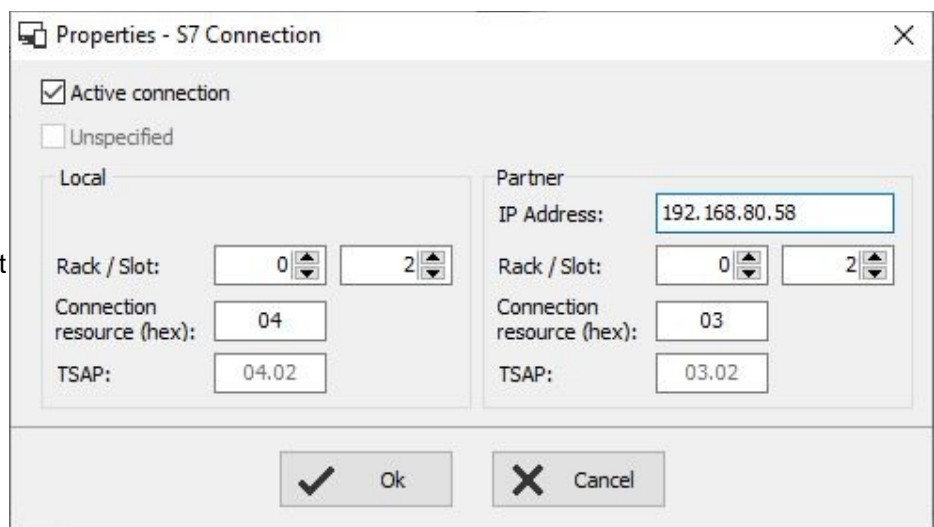 Properties - S7 Connection
Active connection
Unspecified
Local
Rack / Slot: 0 2
Connection
resource (hex): 04
TSAP: 04.02
Partner
IP Address: 192.168.80.58
Rack / Slot: 0 2
Connection
resource (hex): 03
TSAP: 03.02
Ok Cancel
t